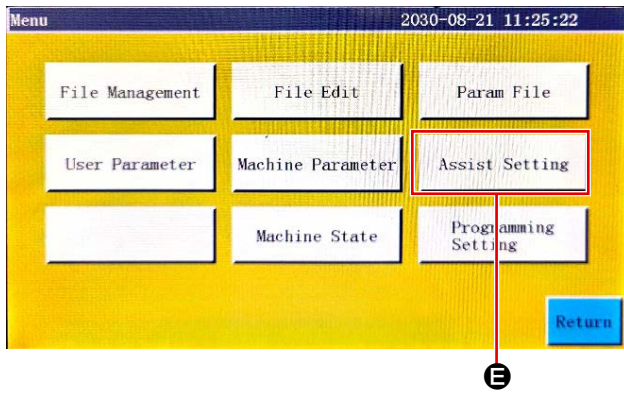 Menu 2030-08-21 11:25:22
File Management File Edit Param File
User Parameter Machine Parameter Assist Setting
Machine State Programming
Setting
Return
E